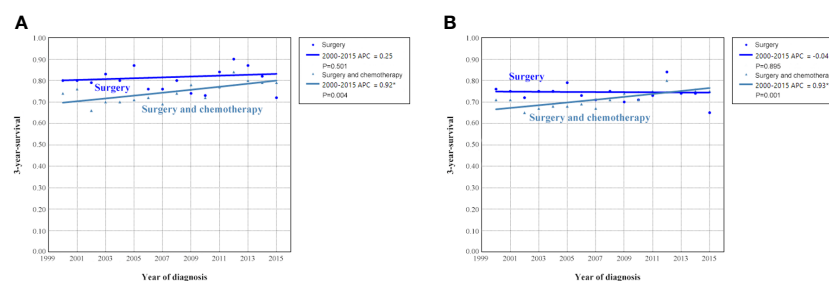 A
1.00
0.90
0.80
0.70
0.60
0.50
0.40
0.30
0.20
0.10
0.00
3-year-survival
1999 2001 2003 2005 2007 2009 2011 2013 2015
Year of diagnosis
Surgery
Surgery and chemotherapy
Surgery
2000-2015 APC = 0.25
P=0.501
Surgery and chemotherapy
2000-2015 APC = 0.92*
P=0.004
B
1.00
0.90
0.80
0.70
0.60
0.50
0.40
0.30
0.20
0.10
0.00
3-year-survival
1999 2001 2003 2005 2007 2009 2011 2013 2015
Year of diagnosis
Surgery
Surgery and chemotherapy
Surgery
2000-2015 APC = -0.04
P=0.895
Surgery and chemothera
2000-2015 APC = 0.93*
P=0.001